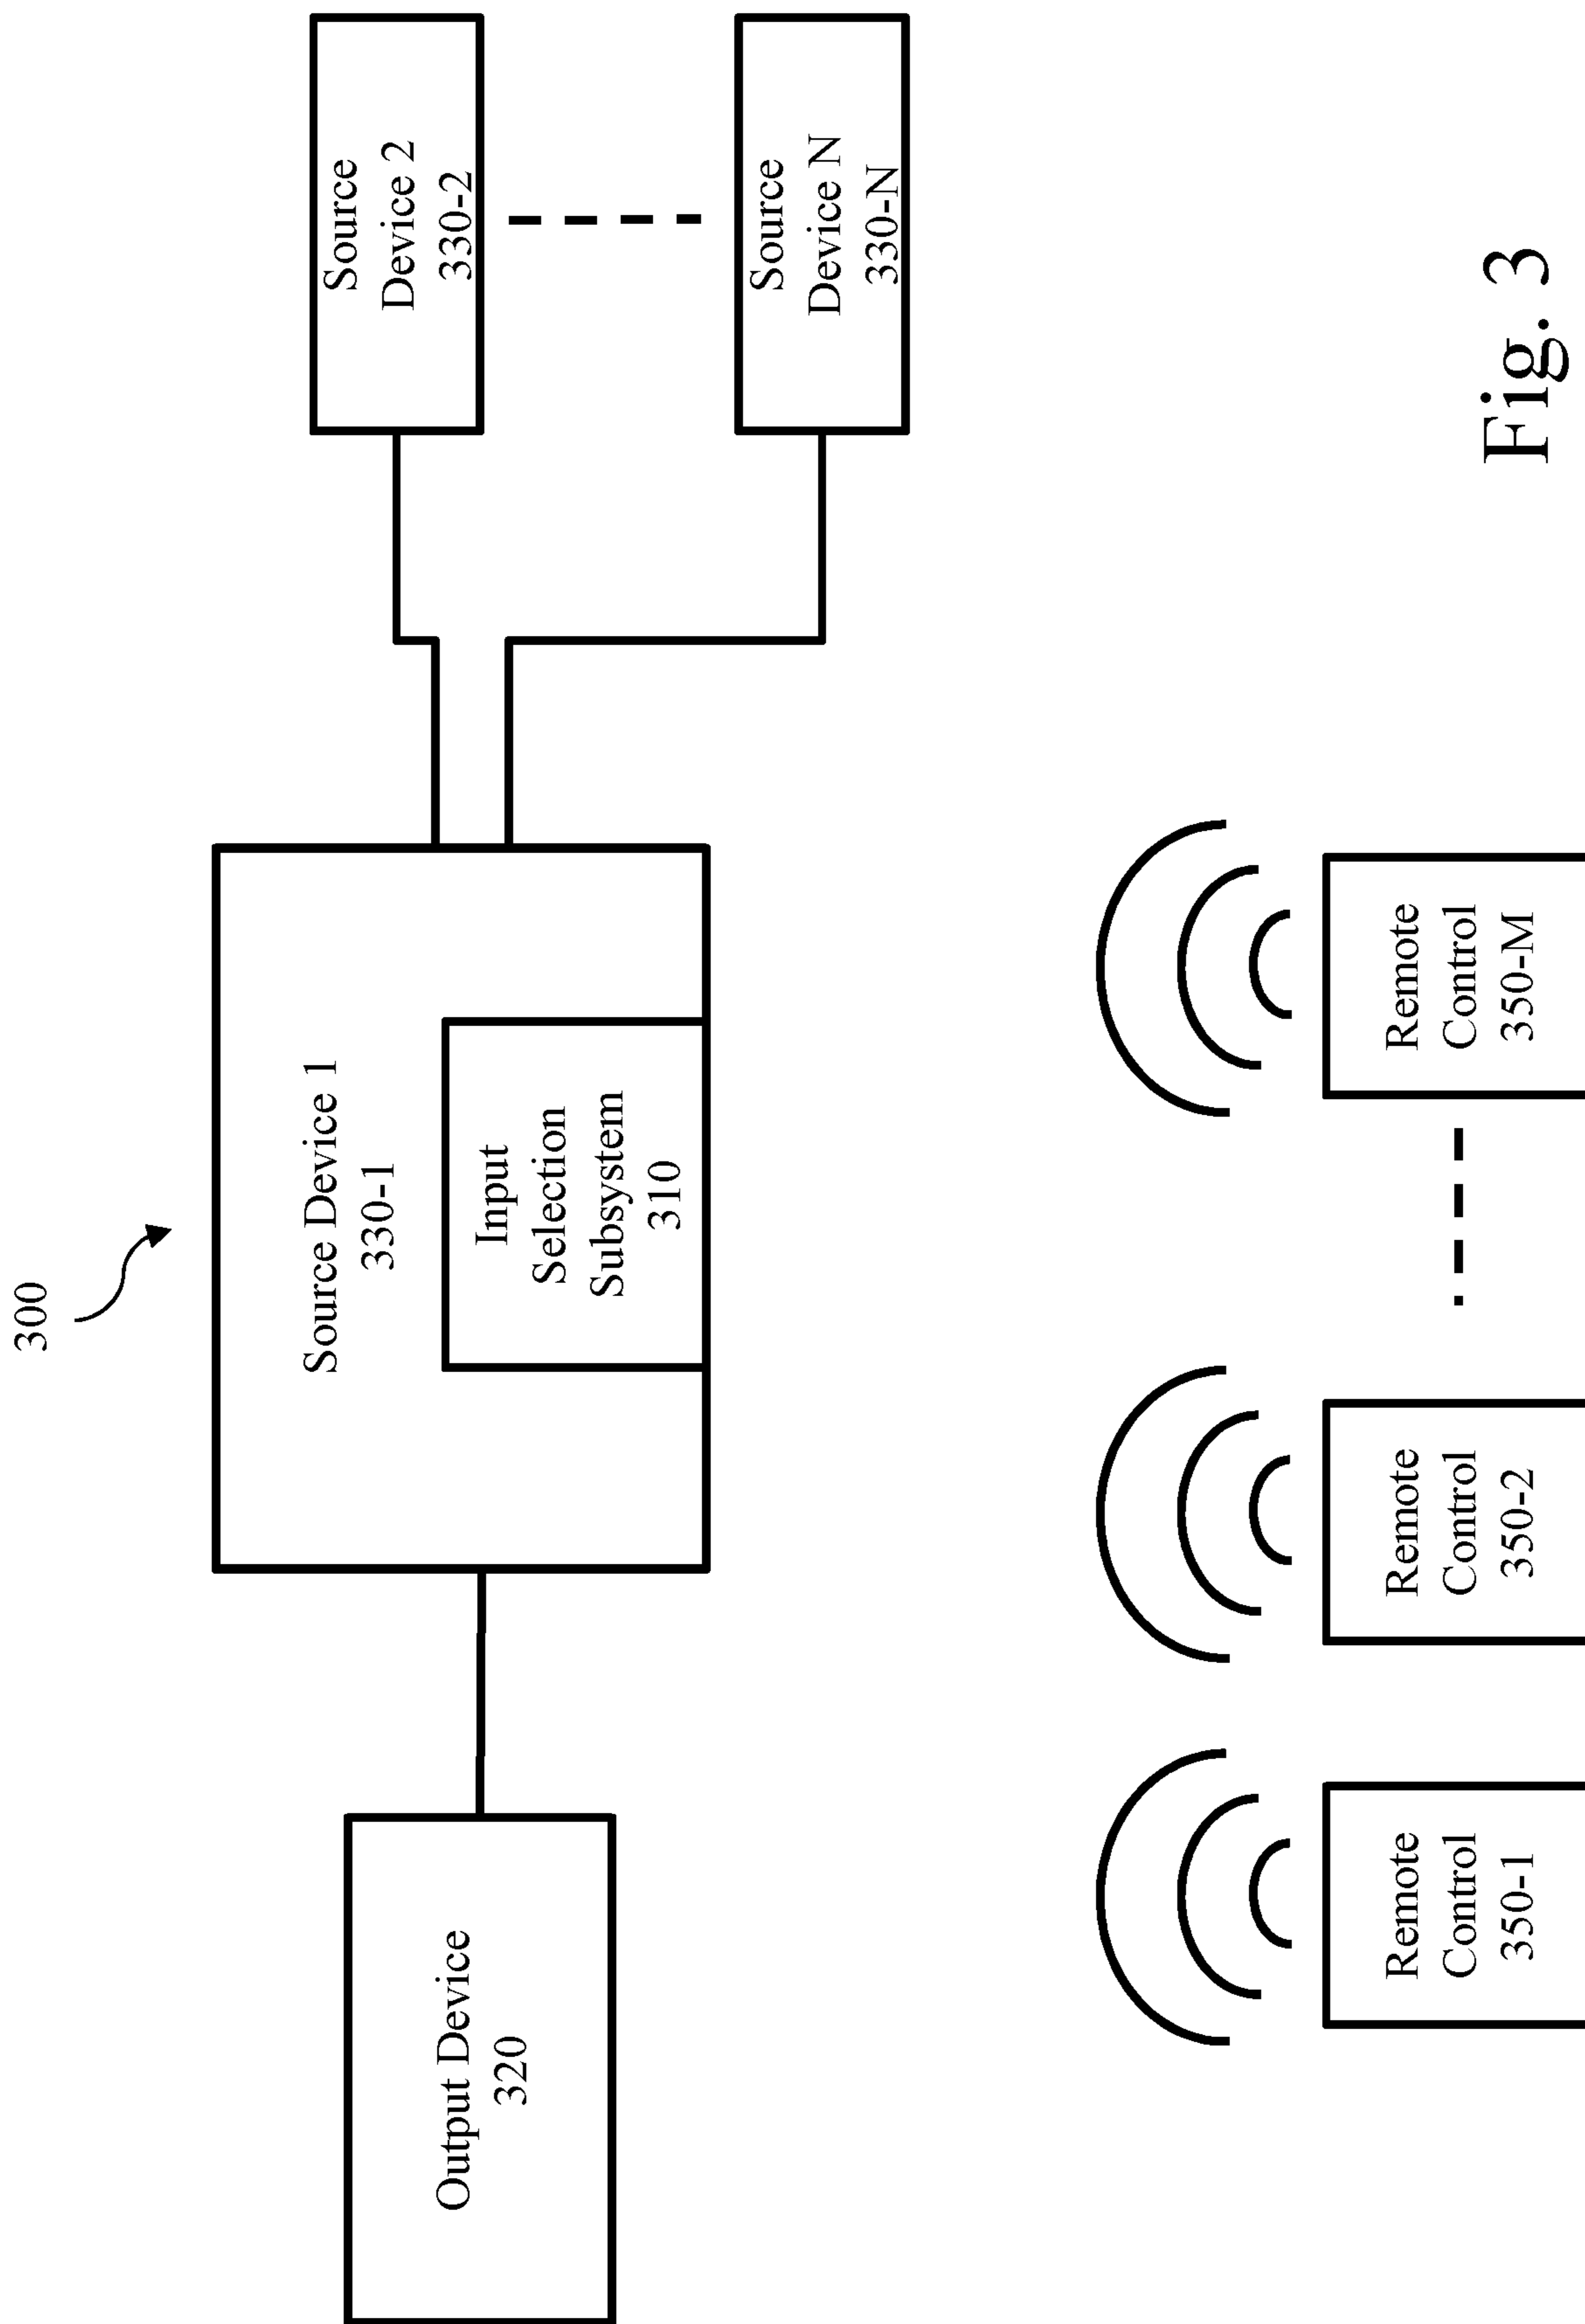 300
Source Device 1
330-1
Input
Selection
Subsystem
310
Output Device
320
Source
Device 2
330-2
Source
Device N
330-N
Remote
Control
350-1
Remote
Control
350-2
Remote
Control
350-M
Fig. 3